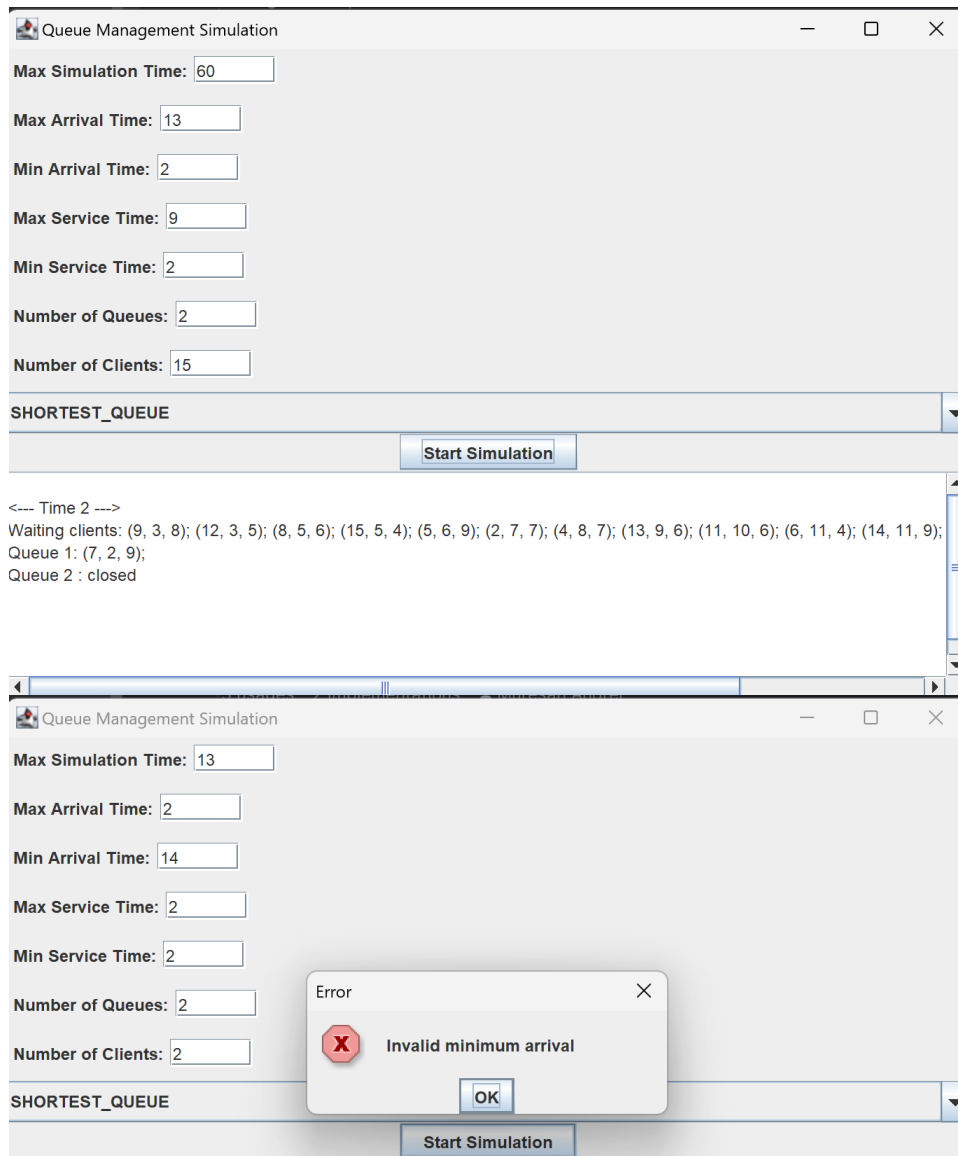 Queue Management Simulation
Max Simulation Time: 60
Max Arrival Time: 13
Min Arrival Time: 2
Max Service Time: 9
Min Service Time: 2
Number of Queues: 2
Number of Clients: 15
SHORTEST_QUEUE
Start Simulation
<--- Time 2 --->
Waiting clients: (9, 3, 8); (12, 3, 5); (8, 5, 6); (15, 5, 4); (5, 6, 9); (2, 7, 7); (4, 8, 7); (13, 9, 6); (11, 10, 6); (6, 11, 4); (14, 11, 9);
Queue 1: (7, 2, 9);
Queue 2 : closed
Queue Management Simulation
Max Simulation Time: 13
Max Arrival Time: 2
Min Arrival Time: 14
Max Service Time: 2
Min Service Time: 2
Number of Queues: 2
Number of Clients: 2
Error
X
Invalid minimum arrival
OK
SHORTEST_QUEUE
Start Simulation